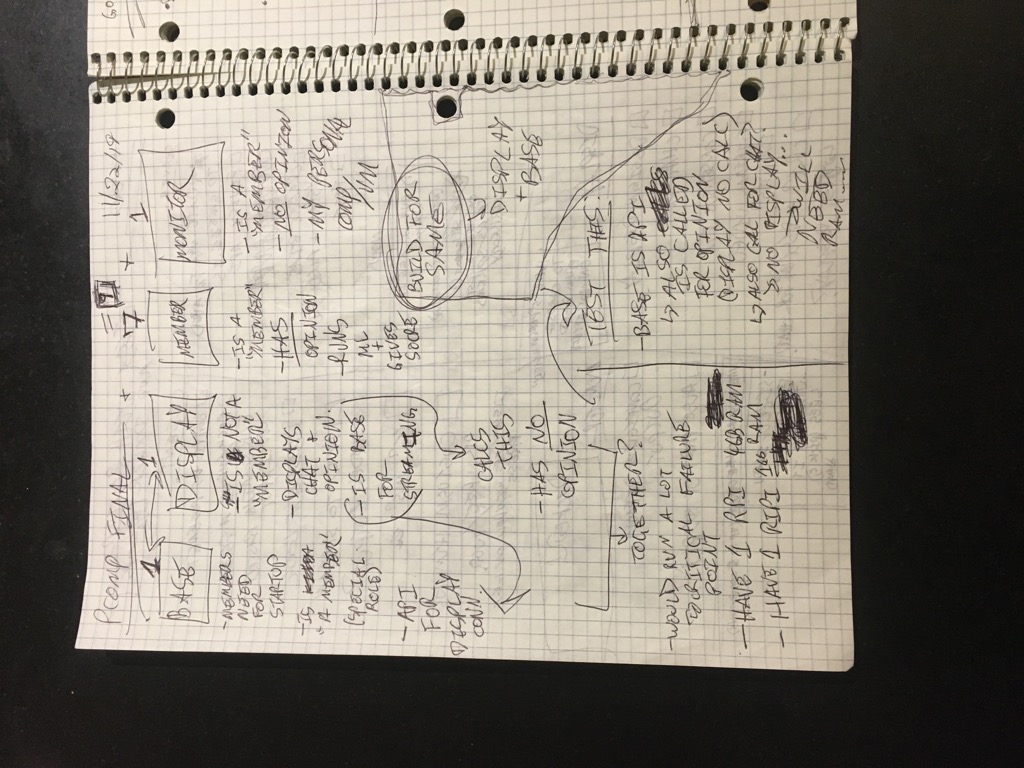 PCOMP FINAL
11/22/19
= 9
1
1
+
7
+
1
BASE
DISPLAY
MEMBER
MONITOR
- MEMBERS
NEED
FOR
STARTUP
- IS
"A MEMBER"
(SPECIAL
ROLE)
- API
FOR
DISPLAY
CONN.
- IS NOT A
"MEMBER"
- DISPLAYS
CHAT +
OPINION.
- IS BASE
FOR
STREAMING
CALCS
THIS
- HAS NO
OPINION
- IS A
"MEMBER"
- HAS
OPINION
- RUNS
ML
+
GIVES
SCORE
- IS A
"MEMBER"
- NO OPINION
- MY PERSONAL
COMP/VM
BUILD FOR
SAME
DISPLAY
+ BASE
TOGETHER?
- WOULD RUN A LOT
CRITICAL FAILURE
POINT
- HAVE 1 RPI 4GB RAM
- HAVE 1 RIPI 1GB RAM
TEST THIS:
- BASE IS API
↳ ALSO
IS CALLED
FOR OPINION
(DISPLAY NO CALC)
↳ ALSO CALL FOR CHAT?
→ NO DISPLAY...
→ WILL
NEED
RAM....
GO